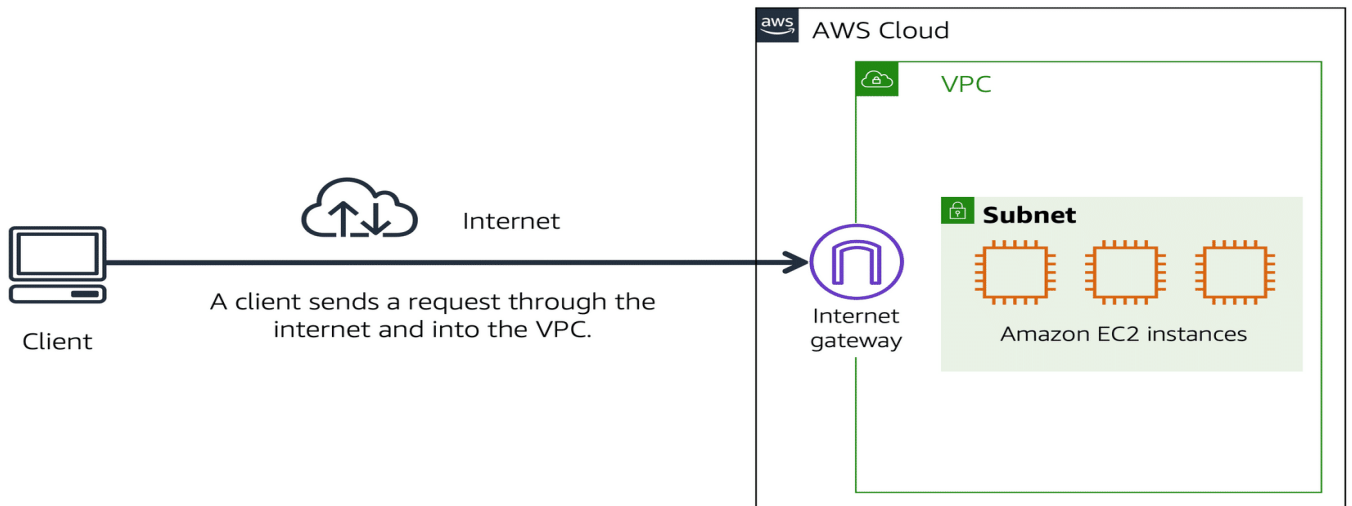 aws
AWS Cloud
VPC
Internet
Subnet
A client sends a request through the
internet and into the VPC.
Client
Internet
gateway
Amazon EC2 instances